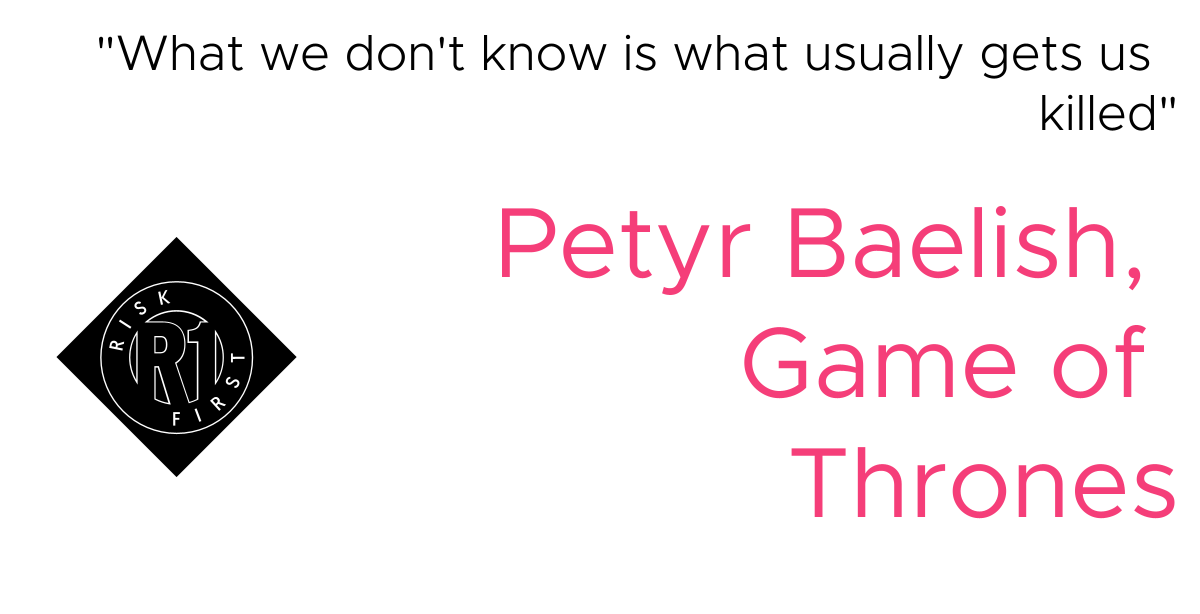 "What we don't know is what usually gets us
killed"
Petyr Baelish,
Game of
Thrones
RISK
R1
FIRST